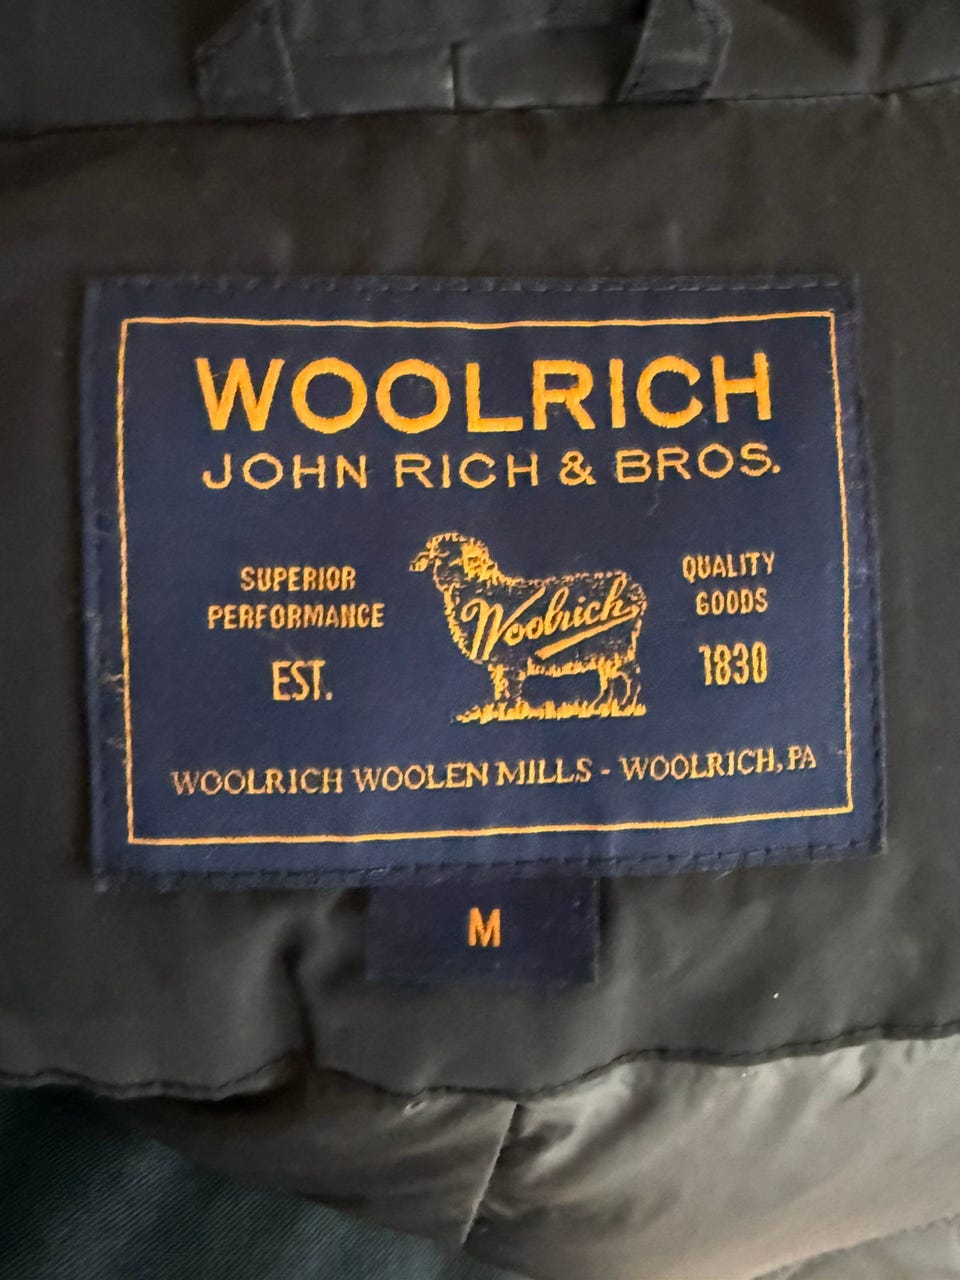 WOOLRICH
JOHN RICH & BROS.
SUPERIOR
PERFORMANCE
EST.
Woolrich
QUALITY
GOODS
1830
WOOLRICH WOOLEN MILLS - WOOLRICH, PA
M